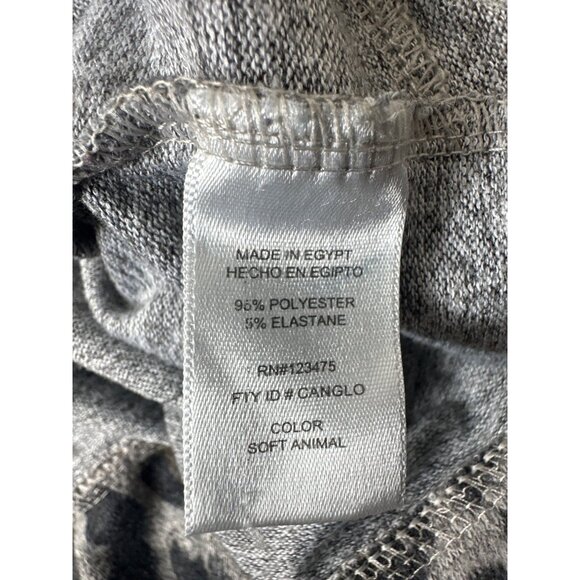 MADE IN EGYPT
HECHO EN EGIPTO
95% POLYESTER
5% ELASTANE
RN#123475
FTY ID # CANGLO
COLOR
SOFT ANIMAL